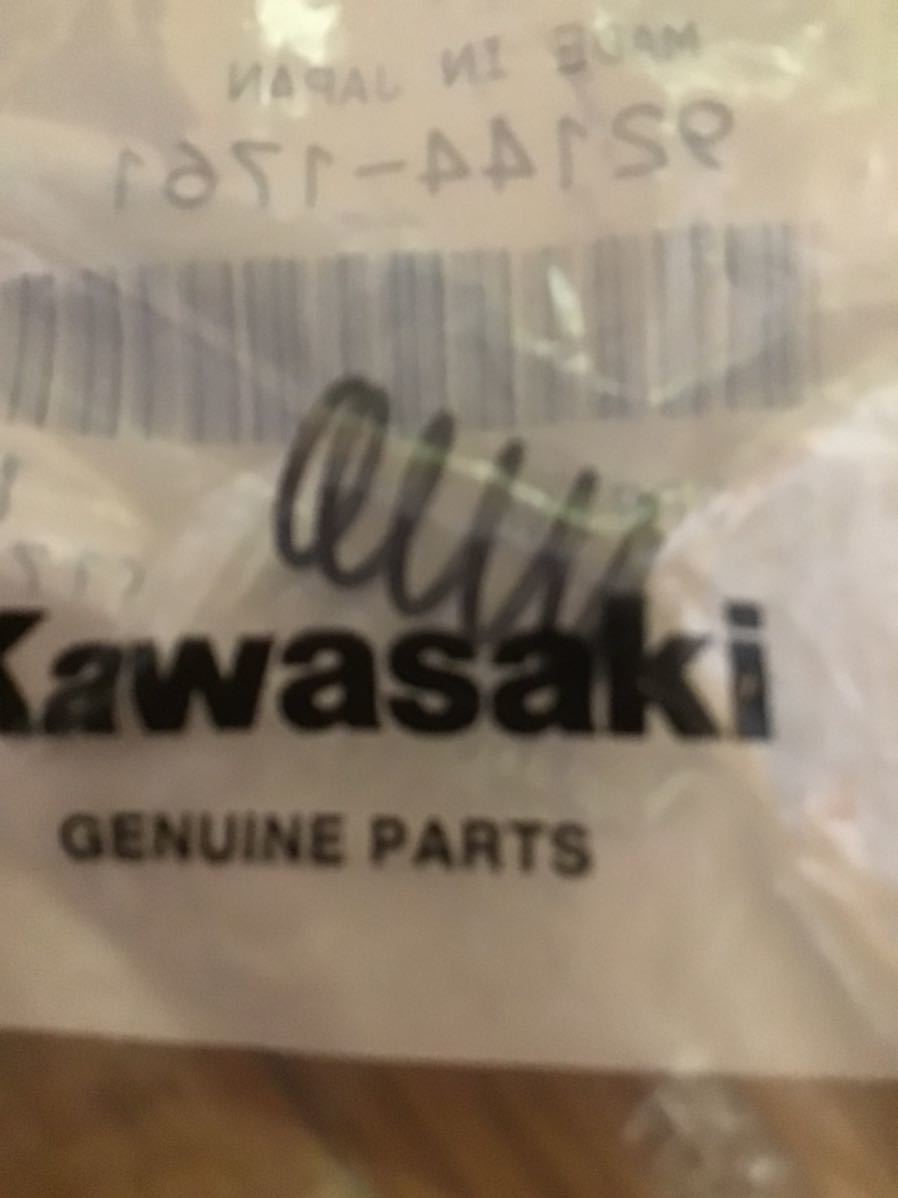 MADE IN JAPAN
92144-1761
Kawasaki
GENUINE PARTS